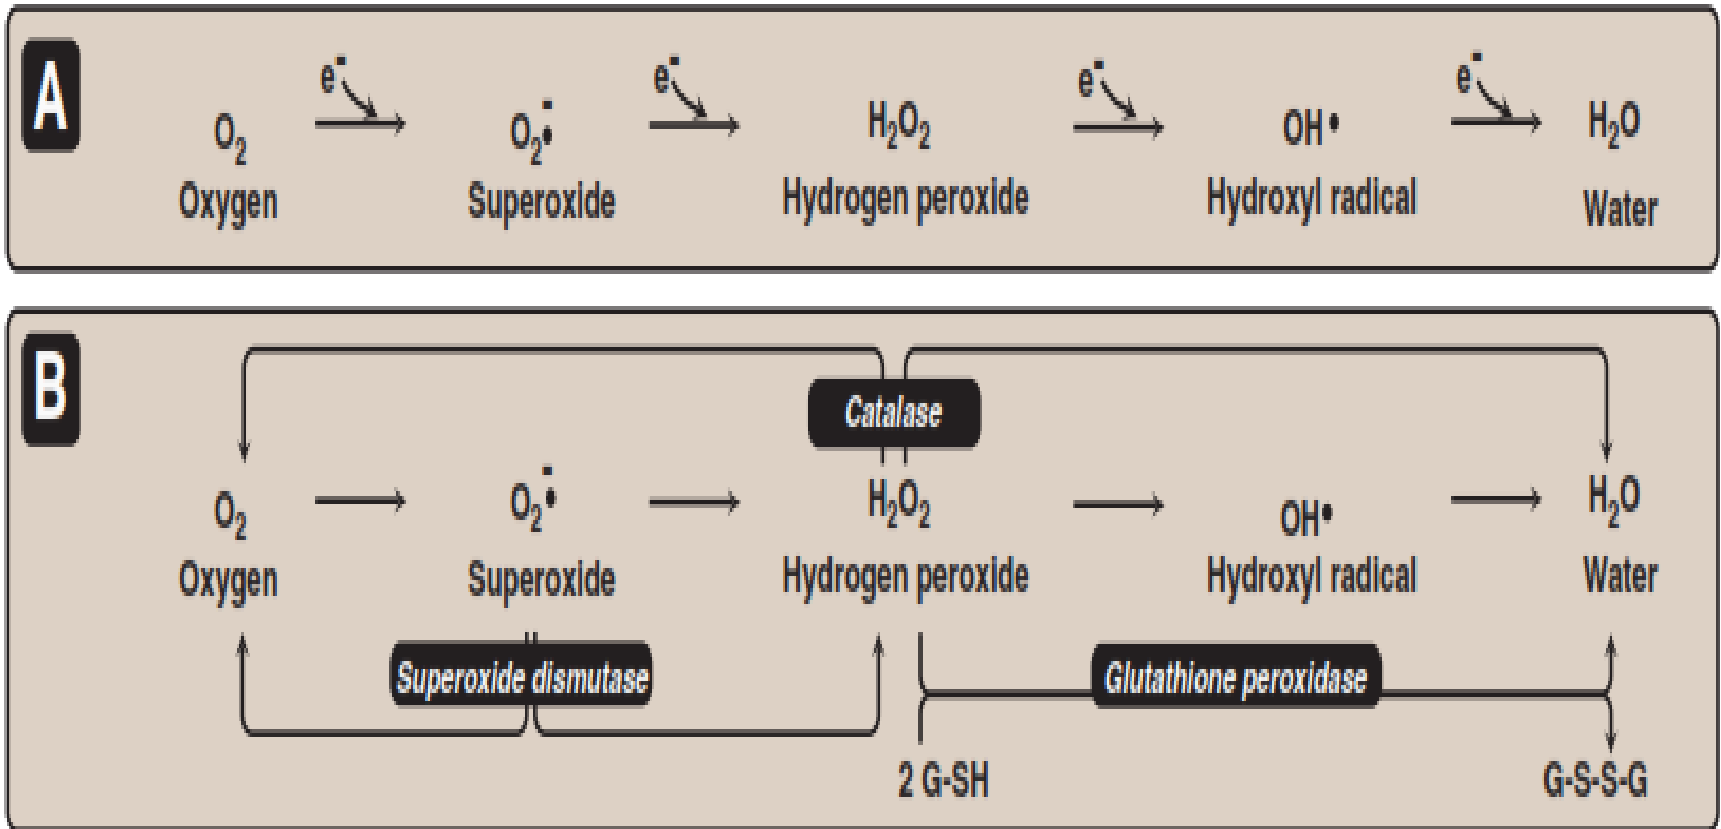 A
e⁻ e⁻ e⁻ e⁻
O₂ O₂•⁻ H₂O₂ OH• H₂O
Oxygen Superoxide Hydrogen peroxide Hydroxyl radical Water
B
Catalase
O₂ O₂•⁻ H₂O₂ OH• H₂O
Oxygen Superoxide Hydrogen peroxide Hydroxyl radical Water
Superoxide dismutase Glutathione peroxidase
2 G-SH G-S-S-G